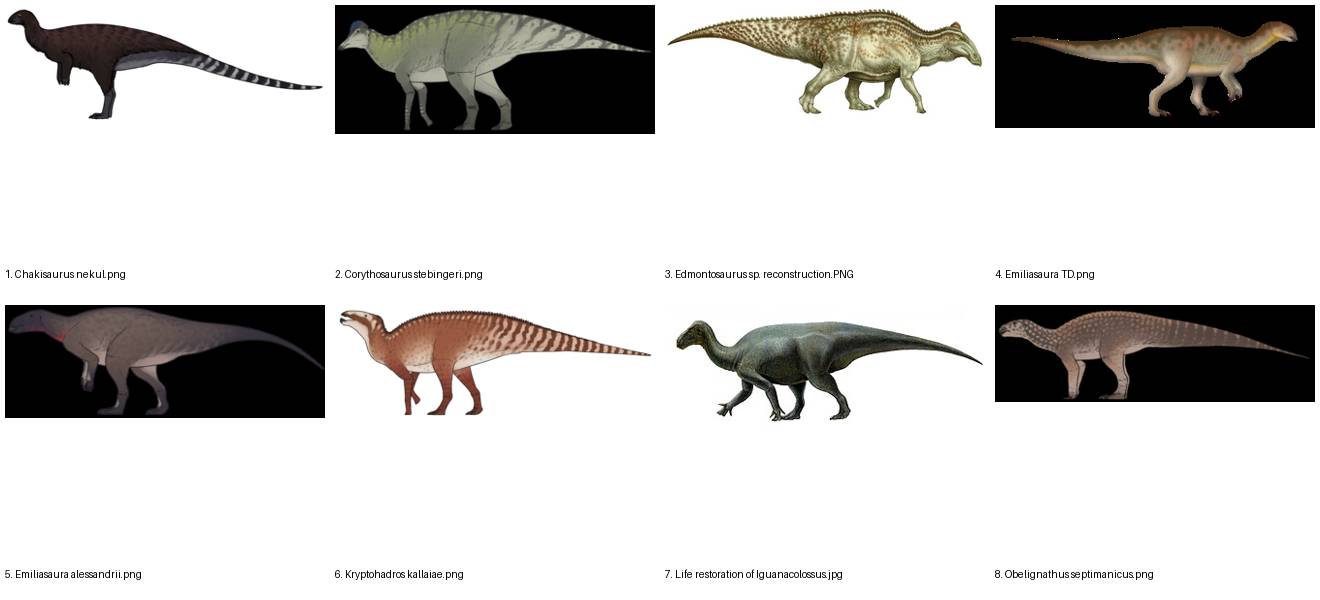 1. Chakisaurus nekul.png
2. Corythosaurus stebingeri.png
3. Edmontosaurus sp. reconstruction.PNG
4. Emiliasaura TD.png
5. Emiliasaura alessandrii.png
6. Kryptohadros kallaiae.png
7. Life restoration of Iguanacolossus.jpg
8. Obelignathus septimanicus.png